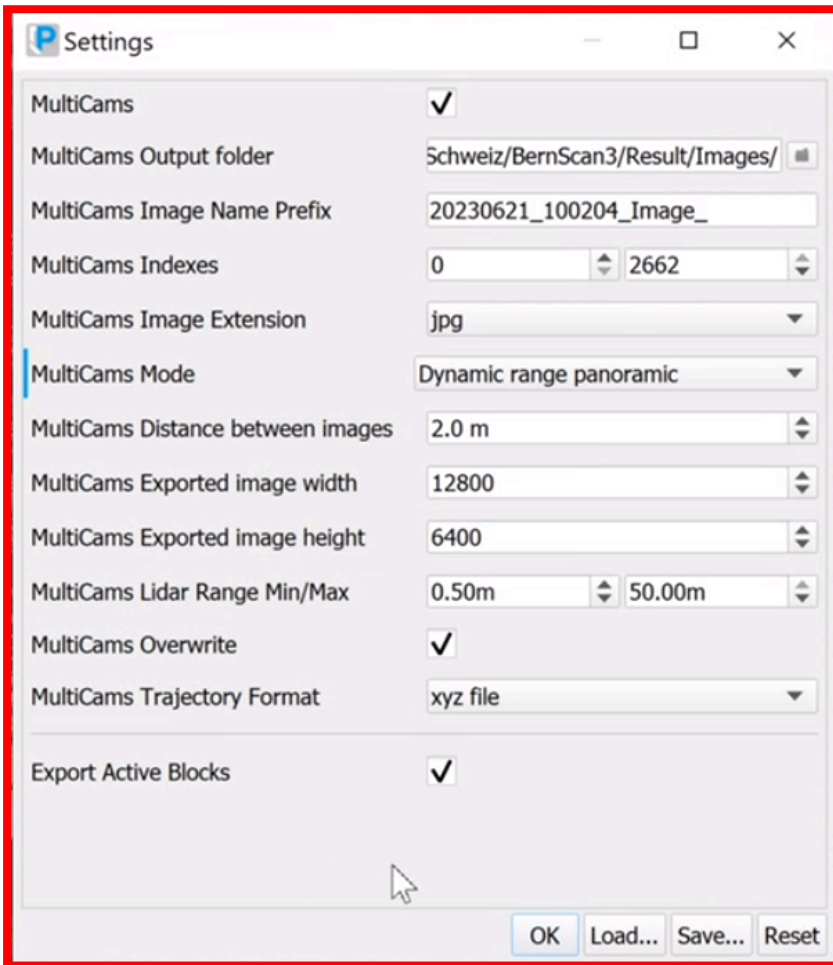 P Settings
MultiCams
MultiCams Output folder Schweiz/BernScan3/Result/Images/
MultiCams Image Name Prefix 20230621_100204_Image_
MultiCams Indexes 0 2662
MultiCams Image Extension jpg
MultiCams Mode Dynamic range panoramic
MultiCams Distance between images 2.0 m
MultiCams Exported image width 12800
MultiCams Exported image height 6400
MultiCams Lidar Range Min/Max 0.50m 50.00m
MultiCams Overwrite
MultiCams Trajectory Format xyz file
Export Active Blocks
OK Load... Save... Reset